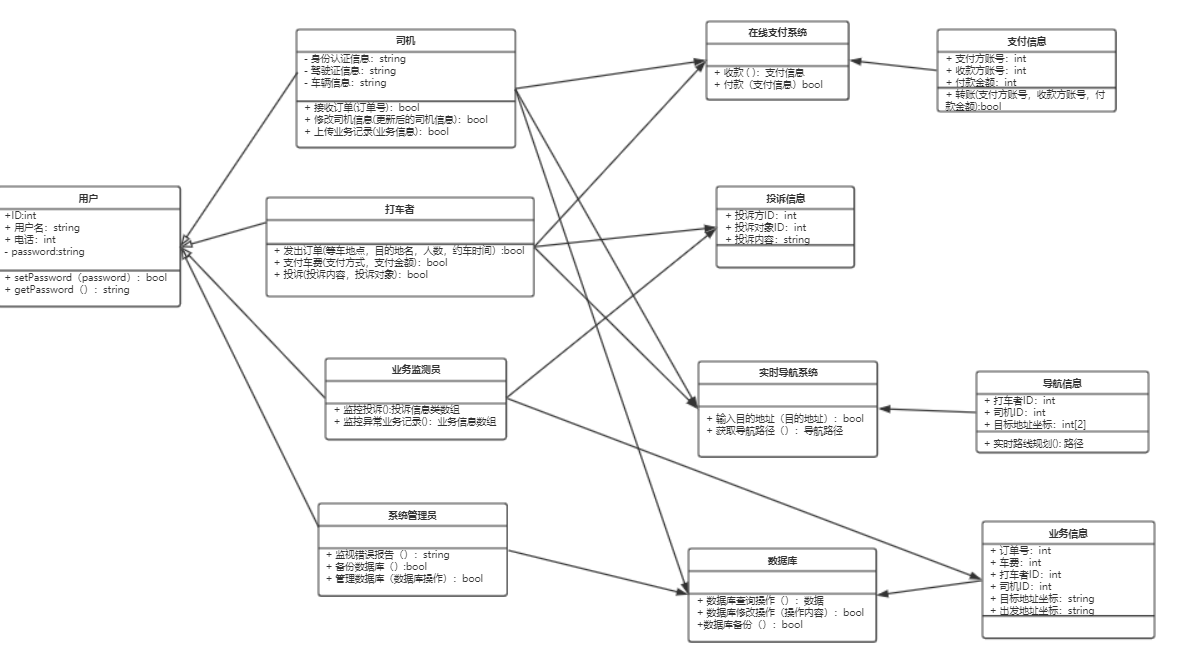 司机
- 身份认证信息：string
- 驾驶证信息：string
- 车辆信息：string
+ 接收订单(订单号)：bool
+ 修改司机信息(更新后的司机信息)：bool
+ 上传业务记录(业务信息)：bool
在线支付系统
+ 收款 ( )：支付信息
+ 付款（支付信息）bool
支付信息
+ 支付方账号：int
+ 收款方账号：int
+ 付款金额：int
+ 转账(支付方账号，收款方账号，付
款金额):bool
用户
+ID:int
+ 用户名：string
+ 电话：int
- password:string
+ setPassword（password）：bool
+ getPassword（）：string
打车者
+ 发出订单(等车地点，目的地名，人数，约车时间）:bool
+ 支付车费(支付方式，支付金额)：bool
+ 投诉(投诉内容，投诉对象)：bool
投诉信息
+ 投诉方ID：int
+ 投诉对象ID：int
+ 投诉内容：string
业务监测员
+ 监控投诉():投诉信息类数组
+ 监控异常业务记录()：业务信息数组
实时导航系统
+ 输入目的地址（目的地址）：bool
+ 获取导航路径（）：导航路径
导航信息
+ 打车者ID：int
+ 司机ID：int
+ 目标地址坐标：int[2]
+ 实时路线规划(): 路径
系统管理员
+ 监视错误报告（）：string
+ 备份数据库（）:bool
+ 管理数据库（数据库操作）：bool
数据库
+ 数据库查询操作（）：数据
+ 数据库修改操作（操作内容）：bool
+数据库备份（）：bool
业务信息
+ 订单号：int
+ 车费：int
+ 打车者ID：int
+ 司机ID：int
+ 目标地址坐标：string
+ 出发地址坐标：string